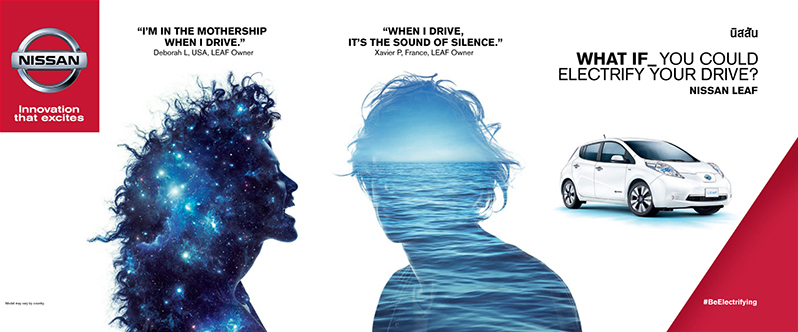 NISSAN
Innovation
that excites
“I’M IN THE MOTHERSHIP
WHEN I DRIVE.”
Deborah L, USA, LEAF Owner
“WHEN I DRIVE,
IT’S THE SOUND OF SILENCE.”
Xavier P, France, LEAF Owner
นิสสัน
WHAT IF_ YOU COULD
ELECTRIFY YOUR DRIVE?
NISSAN LEAF
Model may vary by country.
#BeElectrifying